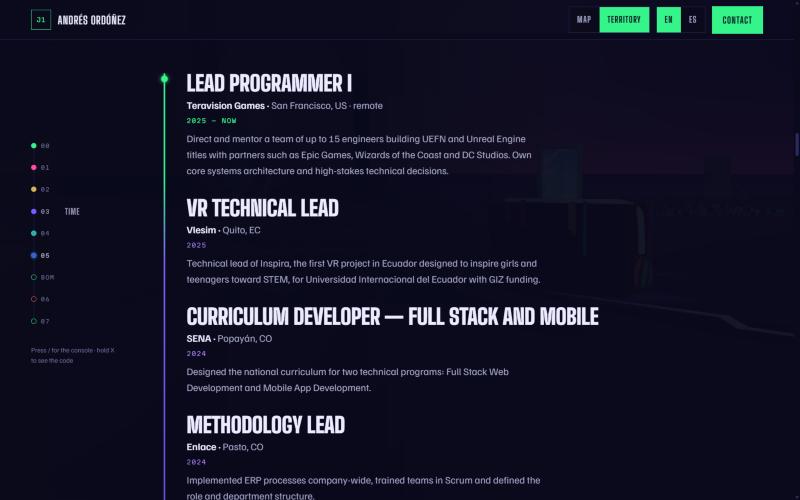 J1
ANDRÉS ORDÓÑEZ
MAP
TERRITORY
EN
ES
CONTACT
00
01
02
03 TIME
04
05
BOM
06
07
Press / for the console · hold X
to see the code
LEAD PROGRAMMER I
Teravision Games · San Francisco, US · remote
2025 — NOW
Direct and mentor a team of up to 15 engineers building UEFN and Unreal Engine
titles with partners such as Epic Games, Wizards of the Coast and DC Studios. Own
core systems architecture and high-stakes technical decisions.
VR TECHNICAL LEAD
Vlesim · Quito, EC
2025
Technical lead of Inspira, the first VR project in Ecuador designed to inspire girls and
teenagers toward STEM, for Universidad Internacional del Ecuador with GIZ funding.
CURRICULUM DEVELOPER — FULL STACK AND MOBILE
SENA · Popayán, CO
2024
Designed the national curriculum for two technical programs: Full Stack Web
Development and Mobile App Development.
METHODOLOGY LEAD
Enlace · Pasto, CO
2024
Implemented ERP processes company-wide, trained teams in Scrum and defined the
role and department structure.